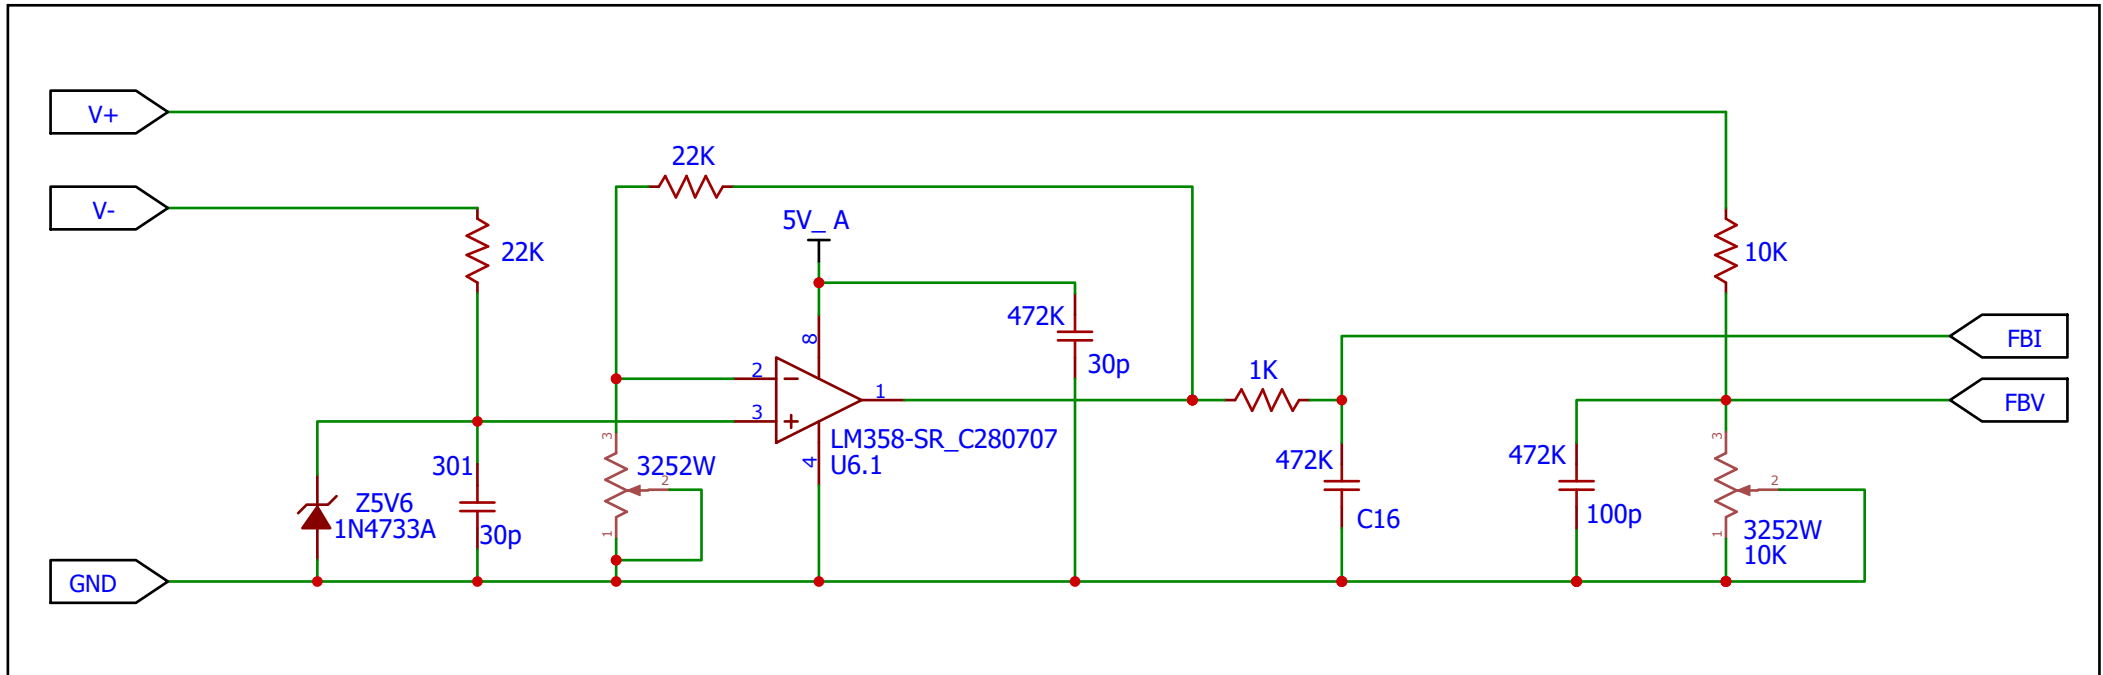 V+
22K
V-
5V_ A
22K
10K
472K
8
FBI
30p
2
1K
1
FBV
3
LM358-SR_C280707
U6.1
4
3
301
3252W
2
472K
472K
3
2
Z5V6
1N4733A
30p
1
C16
100p
1
3252W
10K
GND